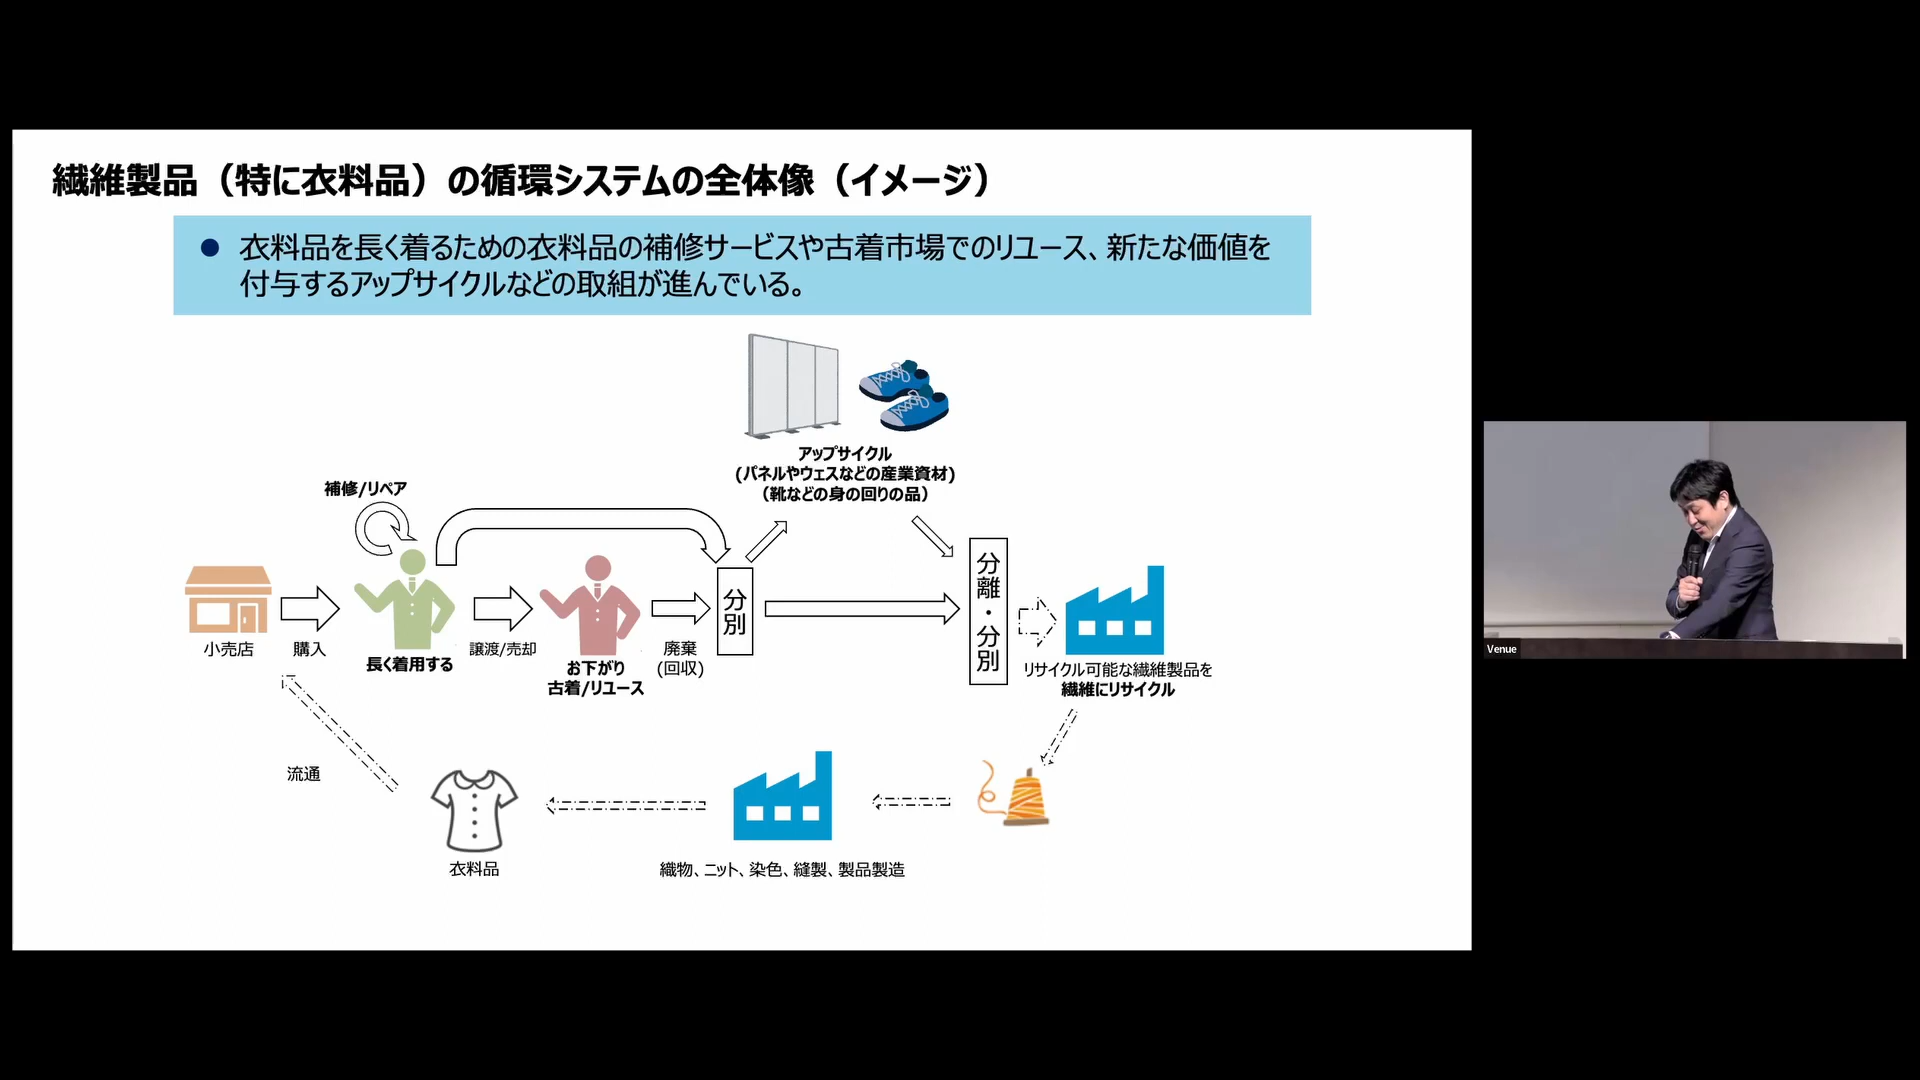 繊維製品（特に衣料品）の循環システムの全体像（イメージ）
● 衣料品を長く着るための衣料品の補修サービスや古着市場でのリユース、新たな価値を
付与するアップサイクルなどの取組が進んでいる。
アップサイクル
(パネルやウェスなどの産業資材)
（靴などの身の回りの品）
補修/リペア
小売店
購入
長く着用する
譲渡/売却
お下がり
古着/リユース
廃棄
(回収)
分別
分離・分別
リサイクル可能な繊維製品を
繊維にリサイクル
流通
衣料品
織物、ニット、染色、縫製、製品製造
Venue